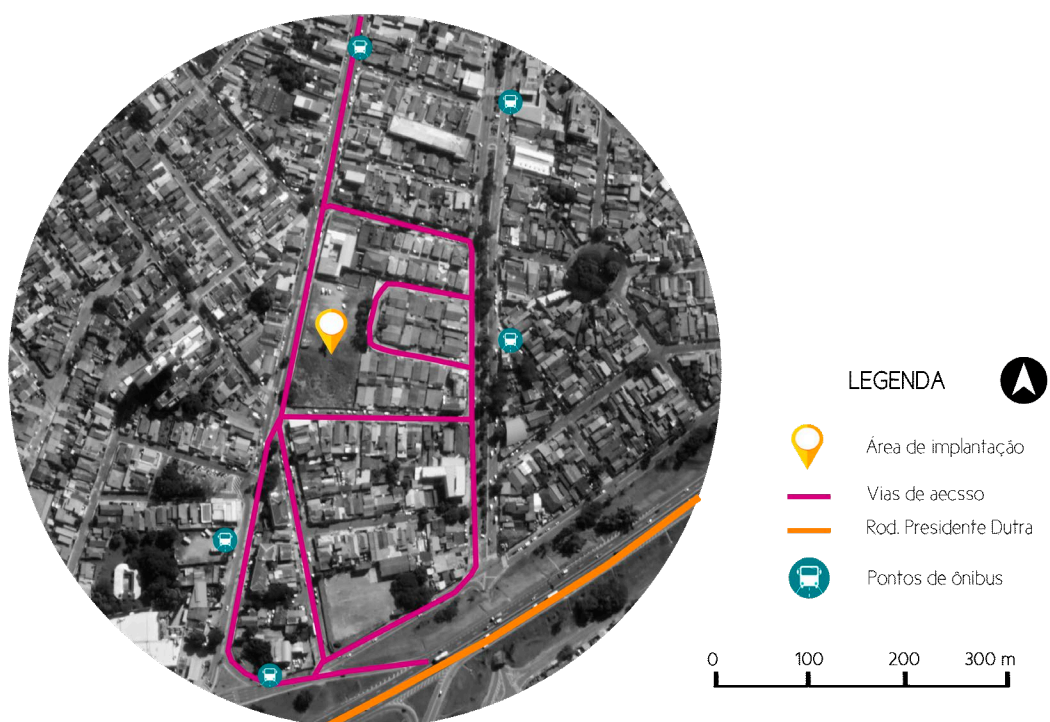 LEGENDA
Área de implantação
Vias de aecsso
Rod. Presidente Dutra
Pontos de ônibus
0 100 200 300 m